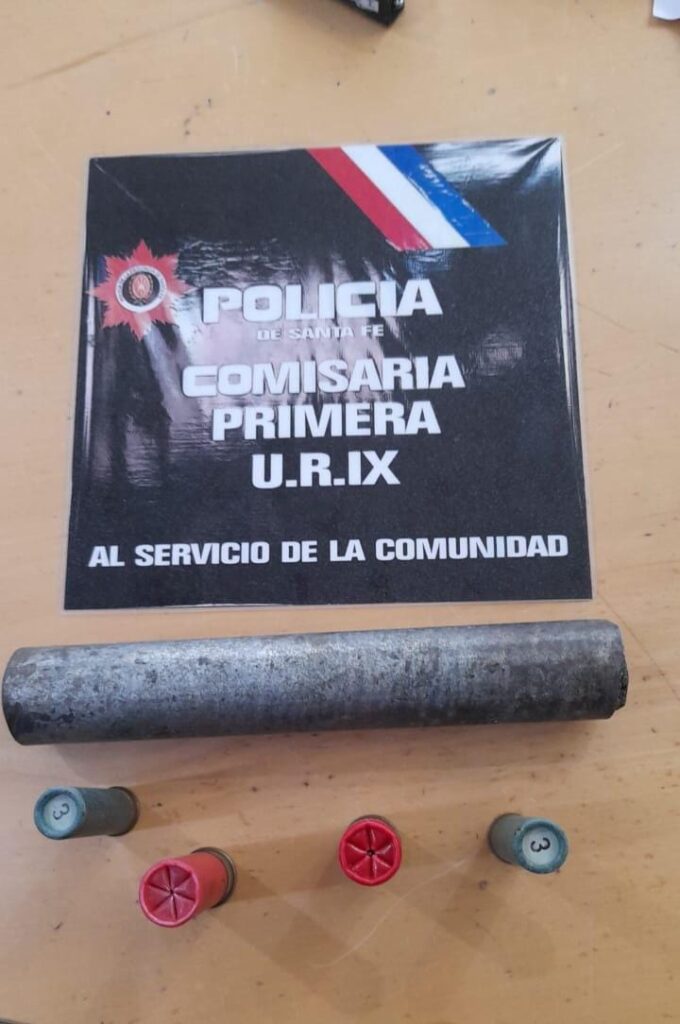 POLICIA
DE SANTA FE
COMISARIA
PRIMERA
U.R.IX
AL SERVICIO DE LA COMUNIDAD
3
3